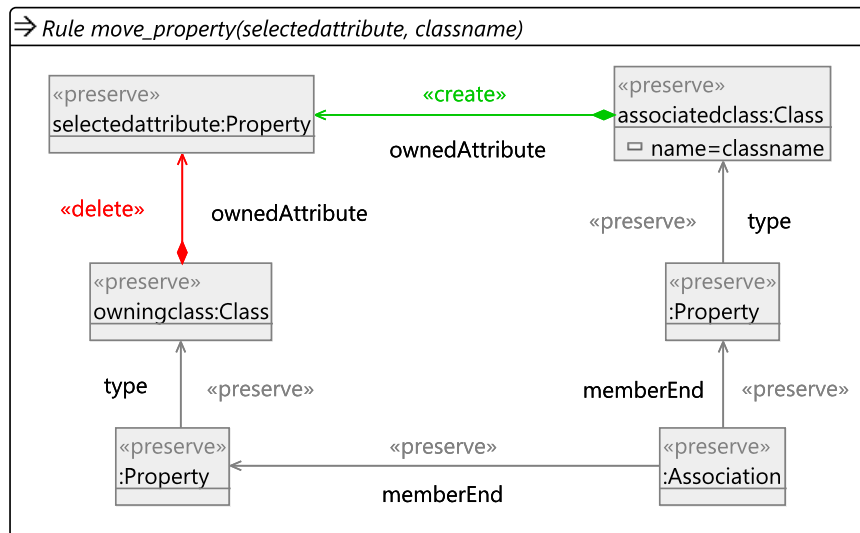 Rule move_property(selectedattribute, classname)
«preserve»
selectedattribute:Property
«create»
ownedAttribute
«preserve»
associatedclass:Class
name=classname
«delete»
ownedAttribute
«preserve»
type
«preserve»
owningclass:Class
«preserve»
:Property
type
«preserve»
memberEnd
«preserve»
«preserve»
:Property
«preserve»
memberEnd
«preserve»
:Association